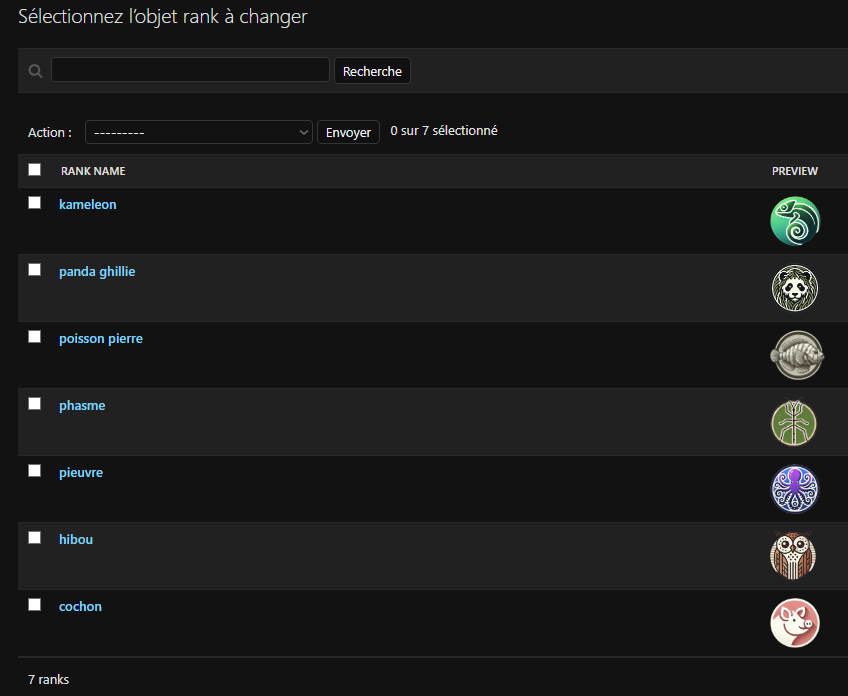 Sélectionnez l’objet rank à changer
Recherche
Action : --------- Envoyer 0 sur 7 sélectionné
RANK NAME PREVIEW
kameleon
panda ghillie
poisson pierre
phasme
pieuvre
hibou
cochon
7 ranks